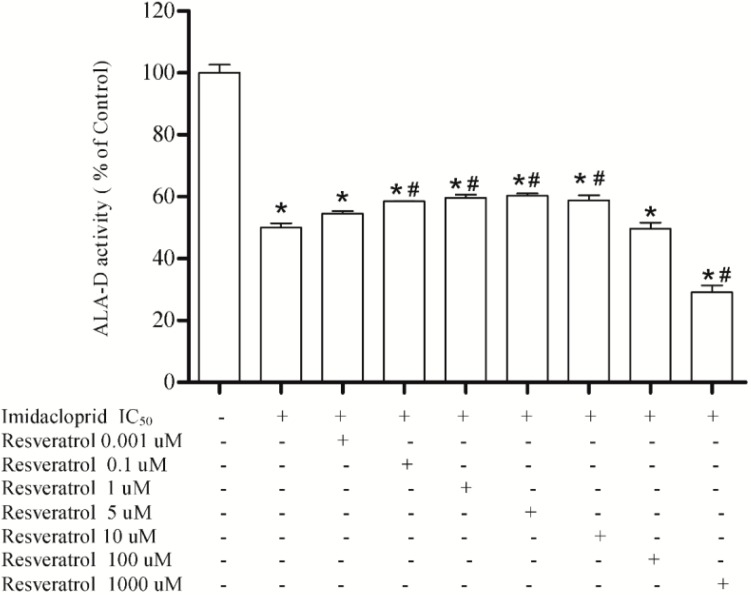 120
100
80
60
40
20
0
ALA-D activity ( % of Control)
* * *# *# *# *# * *#
Imidacloprid IC50 - + + + + + + + +
Resveratrol 0.001 uM - - + - - - - - -
Resveratrol 0.1 uM - - - + - - - - -
Resveratrol 1 uM - - - - + - - - -
Resveratrol 5 uM - - - - - + - - -
Resveratrol 10 uM - - - - - - + - -
Resveratrol 100 uM - - - - - - - + -
Resveratrol 1000 uM - - - - - - - - +